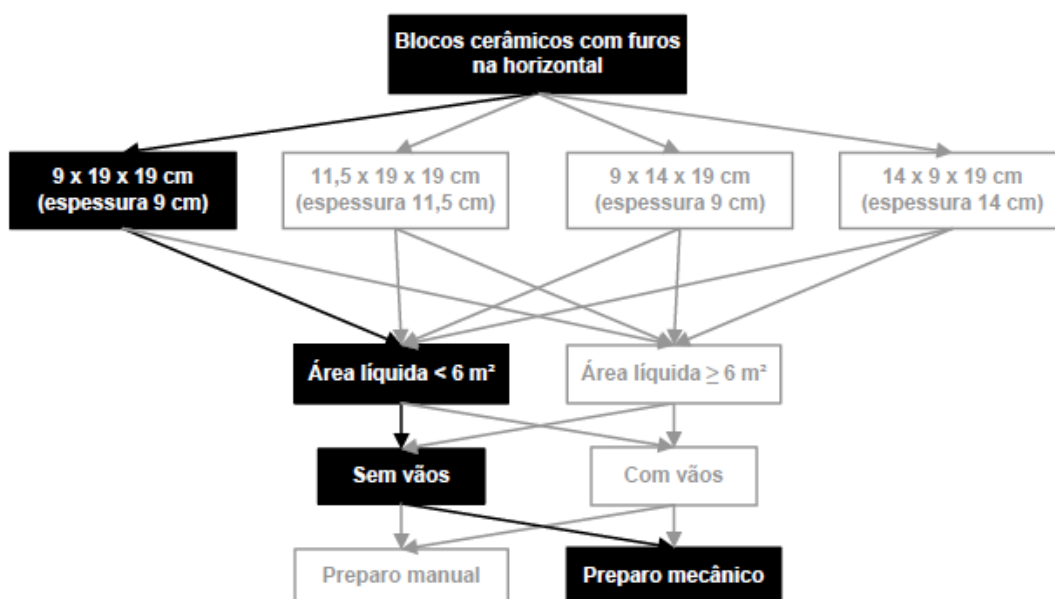 Blocos cerâmicos com furos
na horizontal
9 x 19 x 19 cm
(espessura 9 cm)
11,5 x 19 x 19 cm
(espessura 11,5 cm)
9 x 14 x 19 cm
(espessura 9 cm)
14 x 9 x 19 cm
(espessura 14 cm)
Área líquida < 6 m²
Área líquida ≥ 6 m²
Sem vãos
Com vãos
Preparo manual
Preparo mecânico